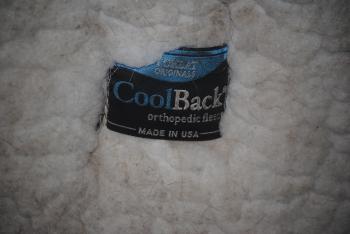 ORIGINALS
CoolBack®
orthopedic fleece
MADE IN USA